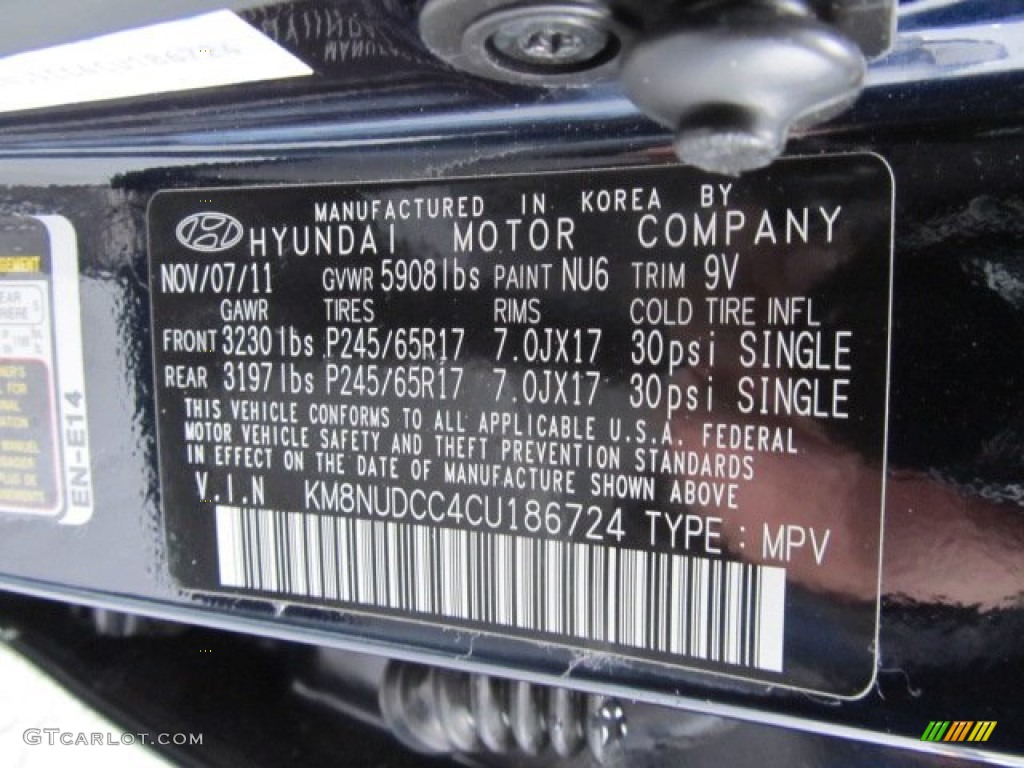 MANUFACTURED IN KOREA BY
HYUNDAI MOTOR COMPANY
NOV/07/11 GVWR 5908lbs PAINT NU6 TRIM 9V
GAWR TIRES RIMS COLD TIRE INFL
FRONT 3230lbs P245/65R17 7.0JX17 30psi SINGLE
REAR 3197lbs P245/65R17 7.0JX17 30psi SINGLE
THIS VEHICLE CONFORMS TO ALL APPLICABLE U.S.A. FEDERAL
MOTOR VEHICLE SAFETY AND THEFT PREVENTION STANDARDS
IN EFFECT ON THE DATE OF MANUFACTURE SHOWN ABOVE
V.I.N KM8NUDCC4CU186724 TYPE : MPV
EN-E14
GTCARLOT.COM